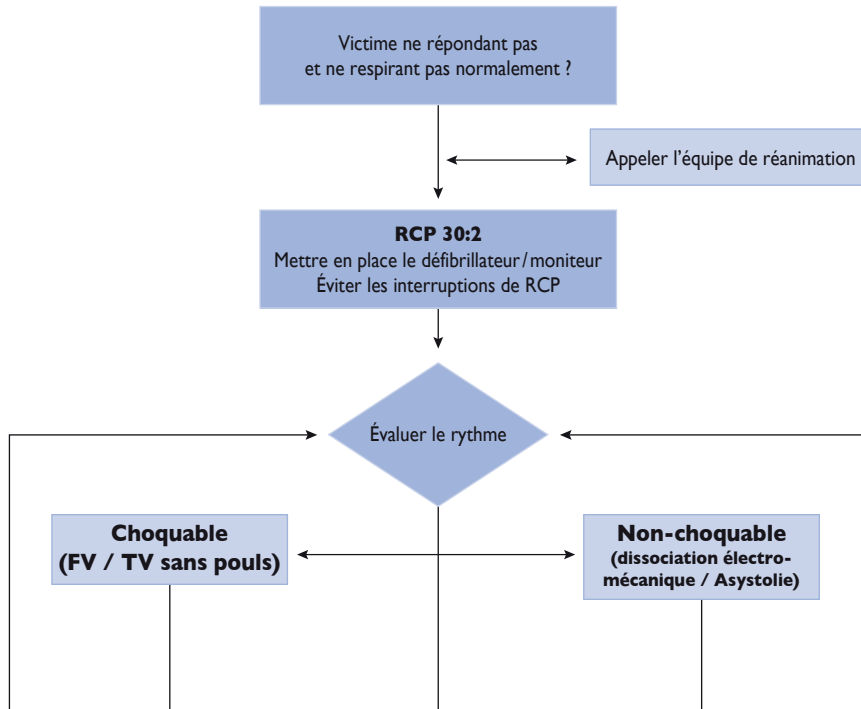 Victime ne répondant pas
et ne respirant pas normalement ?
Appeler l’équipe de réanimation
RCP 30:2
Mettre en place le défibrillateur/moniteur
Éviter les interruptions de RCP
Évaluer le rythme
Choquable
(FV / TV sans pouls)
Non-choquable
(dissociation électro-
mécanique / Asystolie)